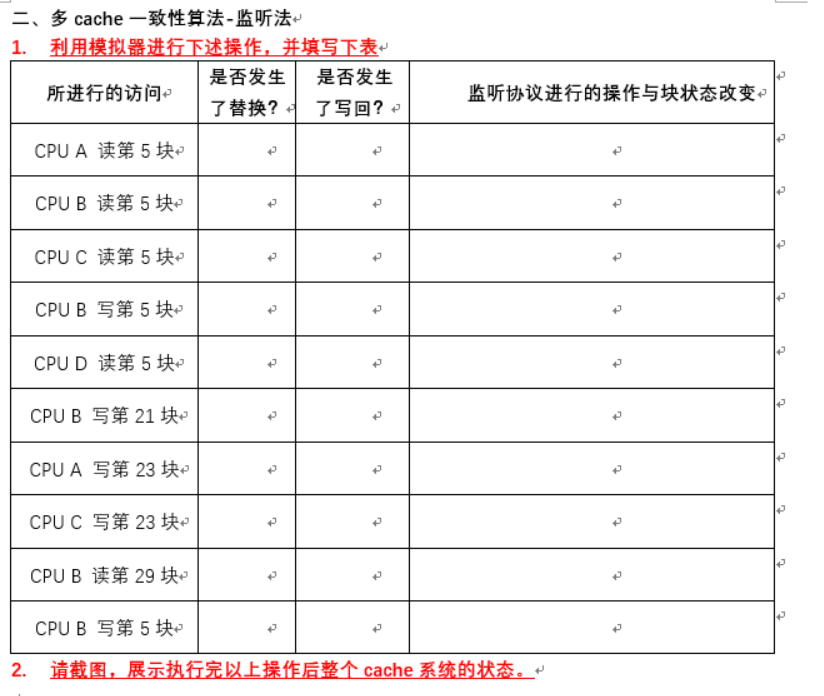 二、多 cache 一致性算法-监听法
1. 利用模拟器进行下述操作，并填写下表
所进行的访问
是否发生
了替换?
是否发生
了写回?
监听协议进行的操作与块状态改变
CPU A 读第 5 块
CPU B 读第 5 块
CPU C 读第 5 块
CPU B 写第 5 块
CPU D 读第 5 块
CPU B 写第 21 块
CPU A 写第 23 块
CPU C 写第 23 块
CPU B 读第 29 块
CPU B 写第 5 块
2. 请截图，展示执行完以上操作后整个 cache 系统的状态。